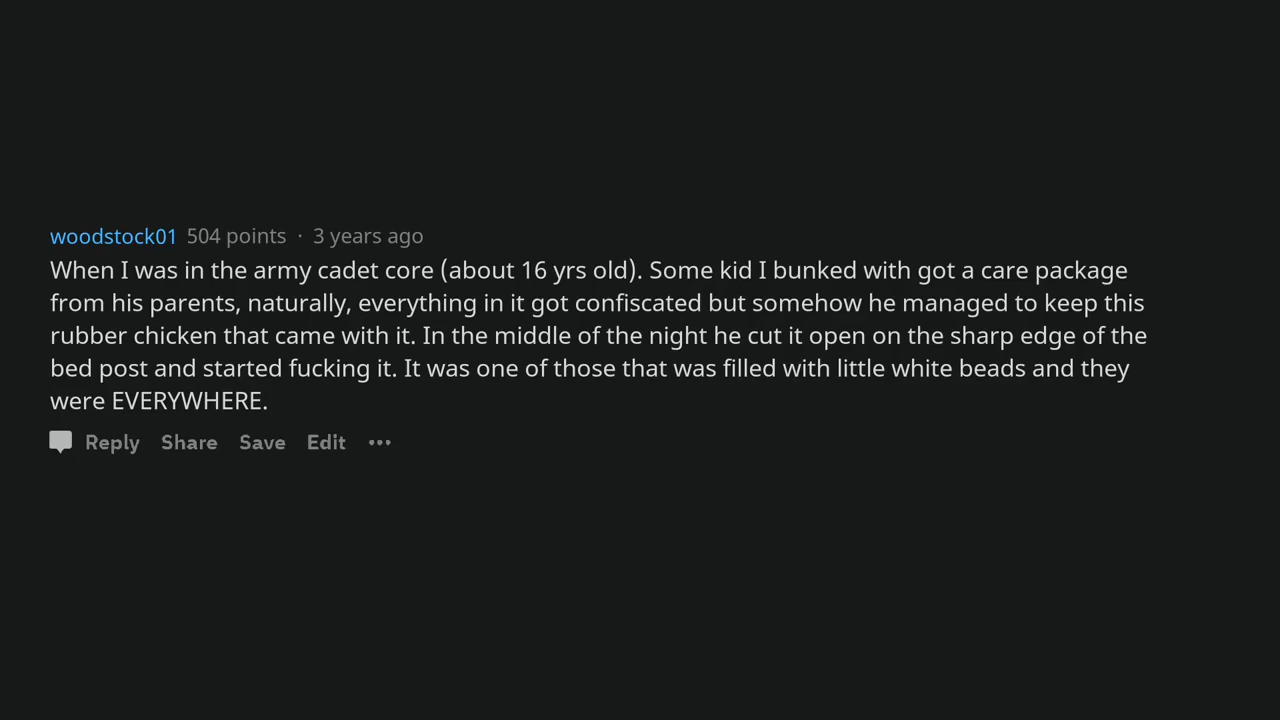 woodstock01 504 points · 3 years ago
When I was in the army cadet core (about 16 yrs old). Some kid I bunked with got a care package
from his parents, naturally, everything in it got confiscated but somehow he managed to keep this
rubber chicken that came with it. In the middle of the night he cut it open on the sharp edge of the
bed post and started fucking it. It was one of those that was filled with little white beads and they
were EVERYWHERE.
Reply Share Save Edit •••